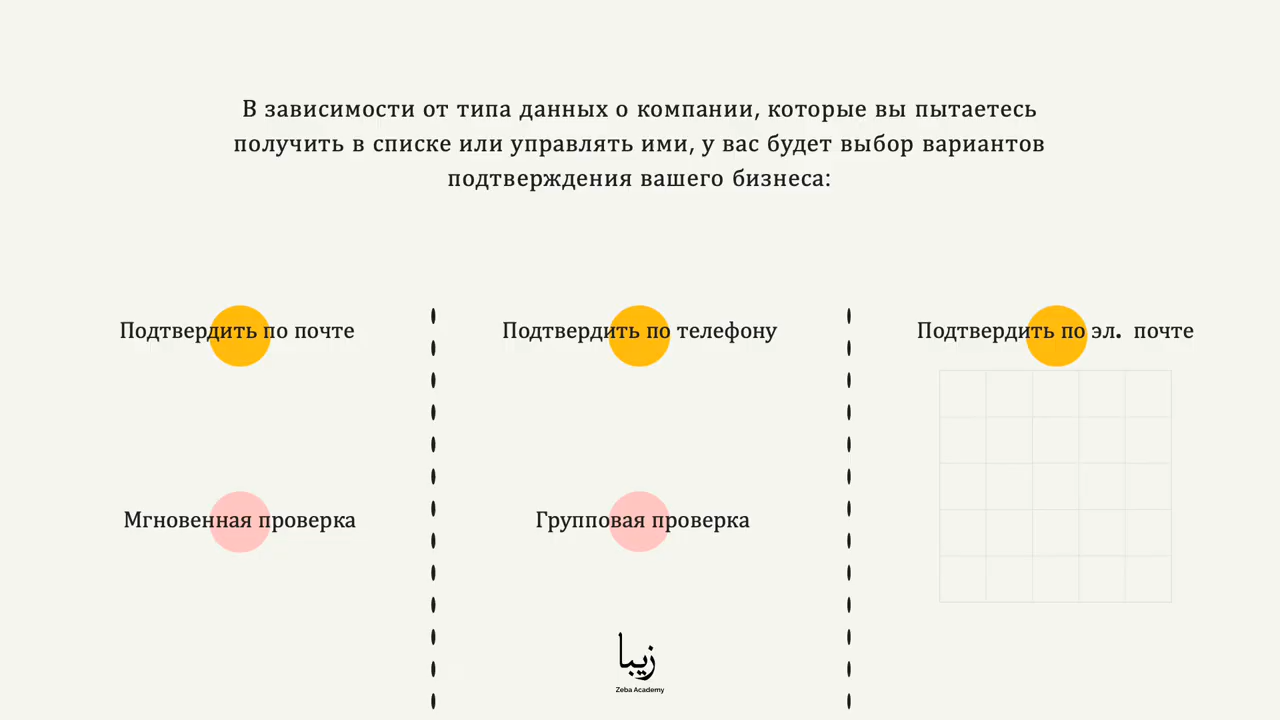 В зависимости от типа данных о компании, которые вы пытаетесь
получить в списке или управлять ими, у вас будет выбор вариантов
подтверждения вашего бизнеса:
Подтвердить по почте
Подтвердить по телефону
Подтвердить по эл. почте
Мгновенная проверка
Групповая проверка
زيبا
Zeba Academy